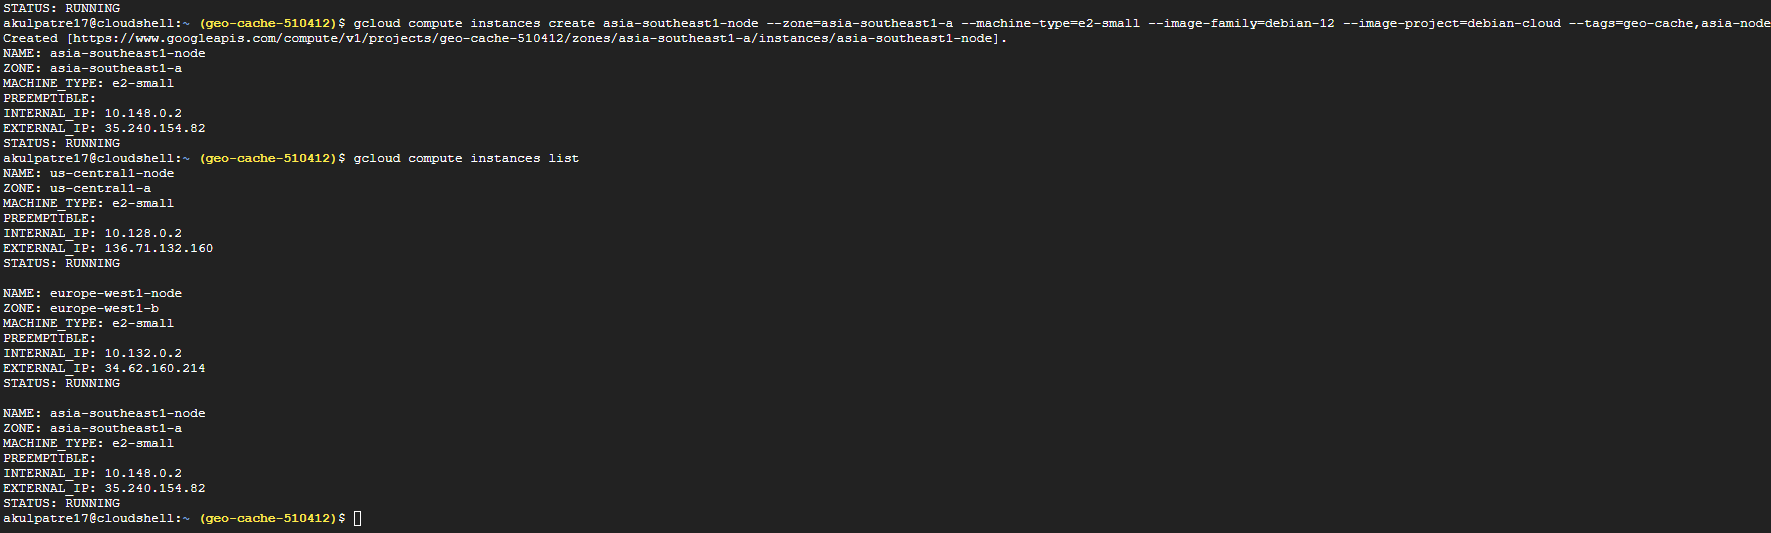 STATUS: RUNNING
akulpatre17@cloudshell:~ (geo-cache-510412)$ gcloud compute instances create asia-southeast1-node --zone=asia-southeast1-a --machine-type=e2-small --image-family=debian-12 --image-project=debian-cloud --tags=geo-cache,asia-node
Created [https://www.googleapis.com/compute/v1/projects/geo-cache-510412/zones/asia-southeast1-a/instances/asia-southeast1-node].
NAME: asia-southeast1-node
ZONE: asia-southeast1-a
MACHINE_TYPE: e2-small
PREEMPTIBLE:
INTERNAL_IP: 10.148.0.2
EXTERNAL_IP: 35.240.154.82
STATUS: RUNNING
akulpatre17@cloudshell:~ (geo-cache-510412)$ gcloud compute instances list
NAME: us-central1-node
ZONE: us-central1-a
MACHINE_TYPE: e2-small
PREEMPTIBLE:
INTERNAL_IP: 10.128.0.2
EXTERNAL_IP: 136.71.132.160
STATUS: RUNNING
NAME: europe-west1-node
ZONE: europe-west1-b
MACHINE_TYPE: e2-small
PREEMPTIBLE:
INTERNAL_IP: 10.132.0.2
EXTERNAL_IP: 34.62.160.214
STATUS: RUNNING
NAME: asia-southeast1-node
ZONE: asia-southeast1-a
MACHINE_TYPE: e2-small
PREEMPTIBLE:
INTERNAL_IP: 10.148.0.2
EXTERNAL_IP: 35.240.154.82
STATUS: RUNNING
akulpatre17@cloudshell:~ (geo-cache-510412)$